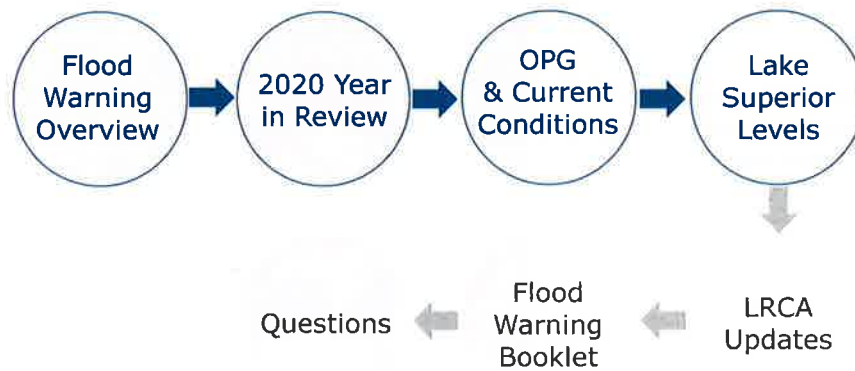 Flood
Warning
Overview
2020 Year
in Review
OPG
& Current
Conditions
Lake
Superior
Levels
LRCA
Updates
Flood
Warning
Booklet
Questions